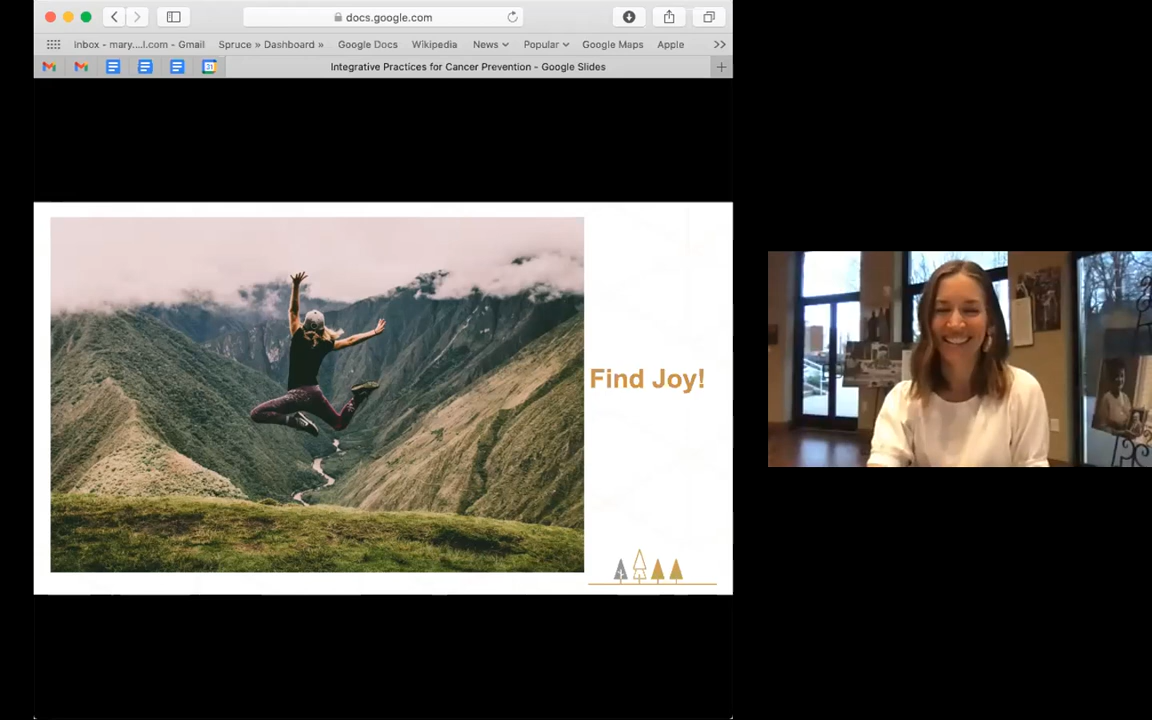 docs.google.com
inbox - mary....l.com - Gmail
Spruce » Dashboard »
Google Docs
Wikipedia
News
Popular
Google Maps
Apple
31
Integrative Practices for Cancer Prevention - Google Slides
Find Joy!